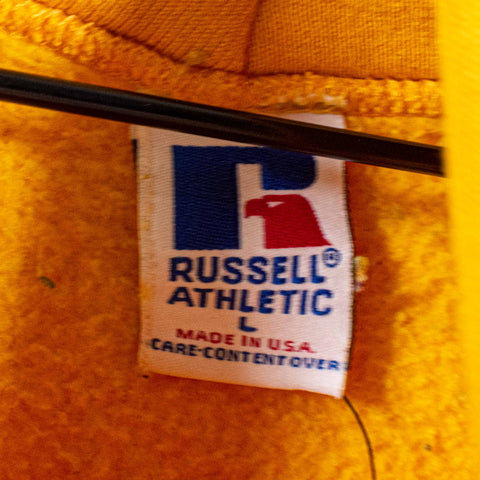 R
RUSSELL®
ATHLETIC
L
MADE IN U.S.A.
CARE-CONTENT OVER